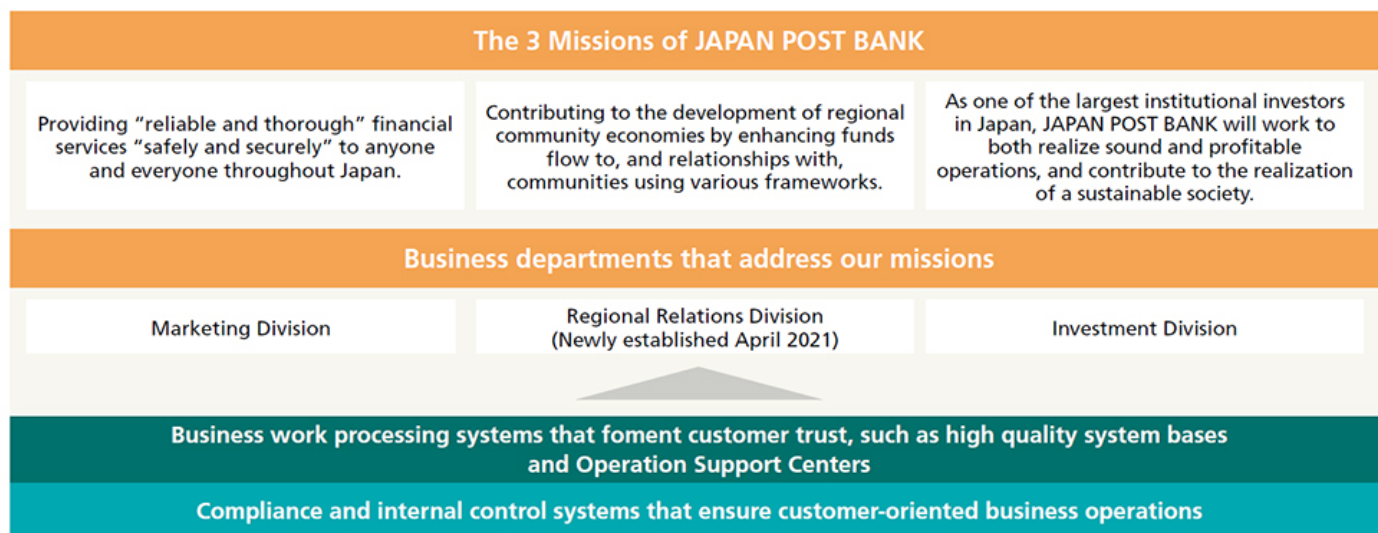 The 3 Missions of JAPAN POST BANK
Providing “reliable and thorough” financial
services “safely and securely” to anyone
and everyone throughout Japan.
Contributing to the development of regional
community economies by enhancing funds
flow to, and relationships with,
communities using various frameworks.
As one of the largest institutional investors
in Japan, JAPAN POST BANK will work to
both realize sound and profitable
operations, and contribute to the realization
of a sustainable society.
Business departments that address our missions
Marketing Division
Regional Relations Division
(Newly established April 2021)
Investment Division
Business work processing systems that foment customer trust, such as high quality system bases
and Operation Support Centers
Compliance and internal control systems that ensure customer-oriented business operations